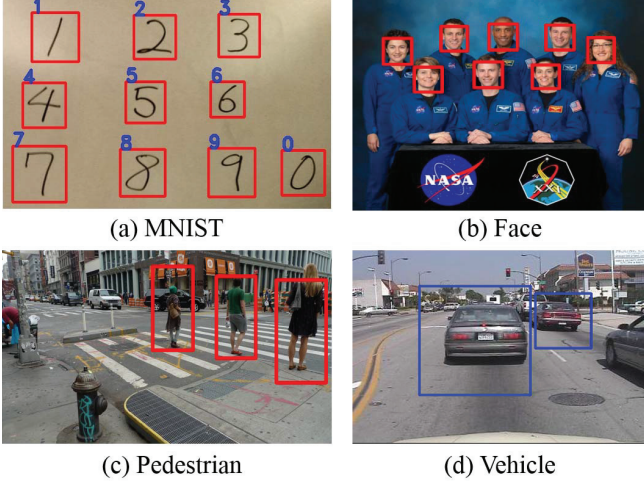 1 2 3
1 2 3
4 5 6
4 5 6
7 8 9 0
7 8 9 0
(a) MNIST
NASA
XXI
(b) Face
(c) Pedestrian
(d) Vehicle